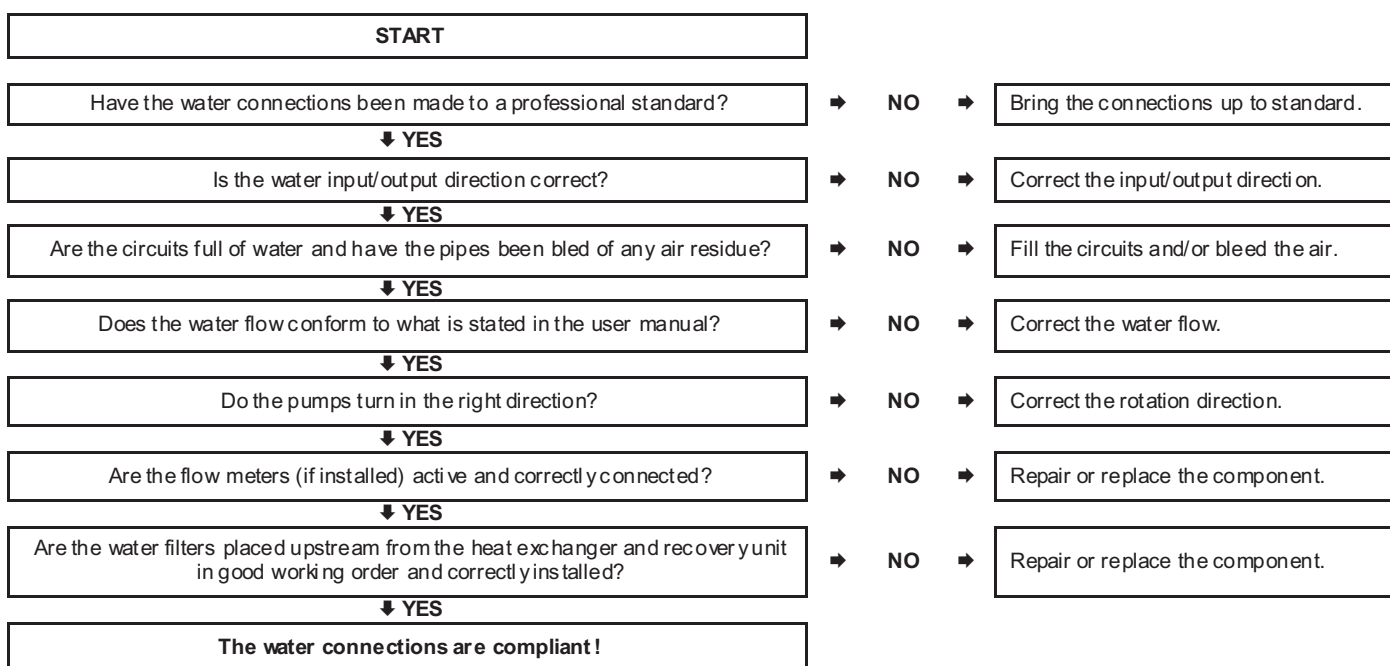 START
Have the water connections been made to a professional standard? ➡ NO ➡ Bring the connections up to standard.
⬇ YES
Is the water input/output direction correct? ➡ NO ➡ Correct the input/output direction.
⬇ YES
Are the circuits full of water and have the pipes been bled of any air residue? ➡ NO ➡ Fill the circuits and/or bleed the air.
⬇ YES
Does the water flow conform to what is stated in the user manual? ➡ NO ➡ Correct the water flow.
⬇ YES
Do the pumps turn in the right direction? ➡ NO ➡ Correct the rotation direction.
⬇ YES
Are the flow meters (if installed) active and correctly connected? ➡ NO ➡ Repair or replace the component.
⬇ YES
Are the water filters placed upstream from the heat exchanger and recovery unit
in good working order and correctly installed? ➡ NO ➡ Repair or replace the component.
⬇ YES
The water connections are compliant !